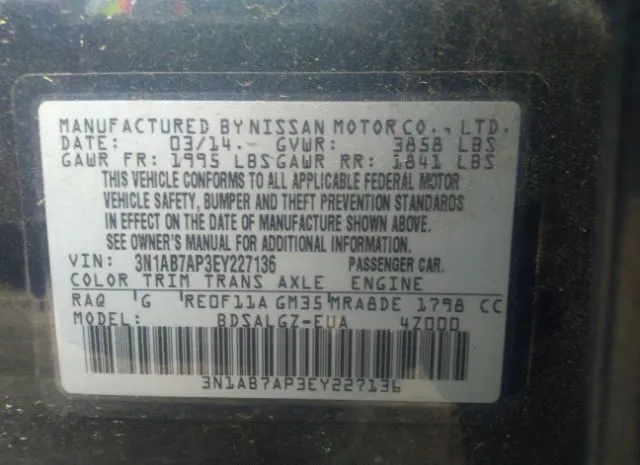 MANUFACTURED BY NISSAN MOTOR CO., LTD.
DATE: 03/14. GVWR: 3858 LBS
GAWR FR: 1995 LBS GAWR RR: 1841 LBS
THIS VEHICLE CONFORMS TO ALL APPLICABLE FEDERAL MOTOR
VEHICLE SAFETY, BUMPER AND THEFT PREVENTION STANDARDS
IN EFFECT ON THE DATE OF MANUFACTURE SHOWN ABOVE.
SEE OWNER'S MANUAL FOR ADDITIONAL INFORMATION.
VIN: 3N1AB7AP3EY227136 PASSENGER CAR.
COLOR TRIM TRANS AXLE ENGINE
RAQ G RE0F11A GM35 MRA8DE 1798 CC
MODEL: BDSALGZ-EUA 4Z000
3N1AB7AP3EY227136